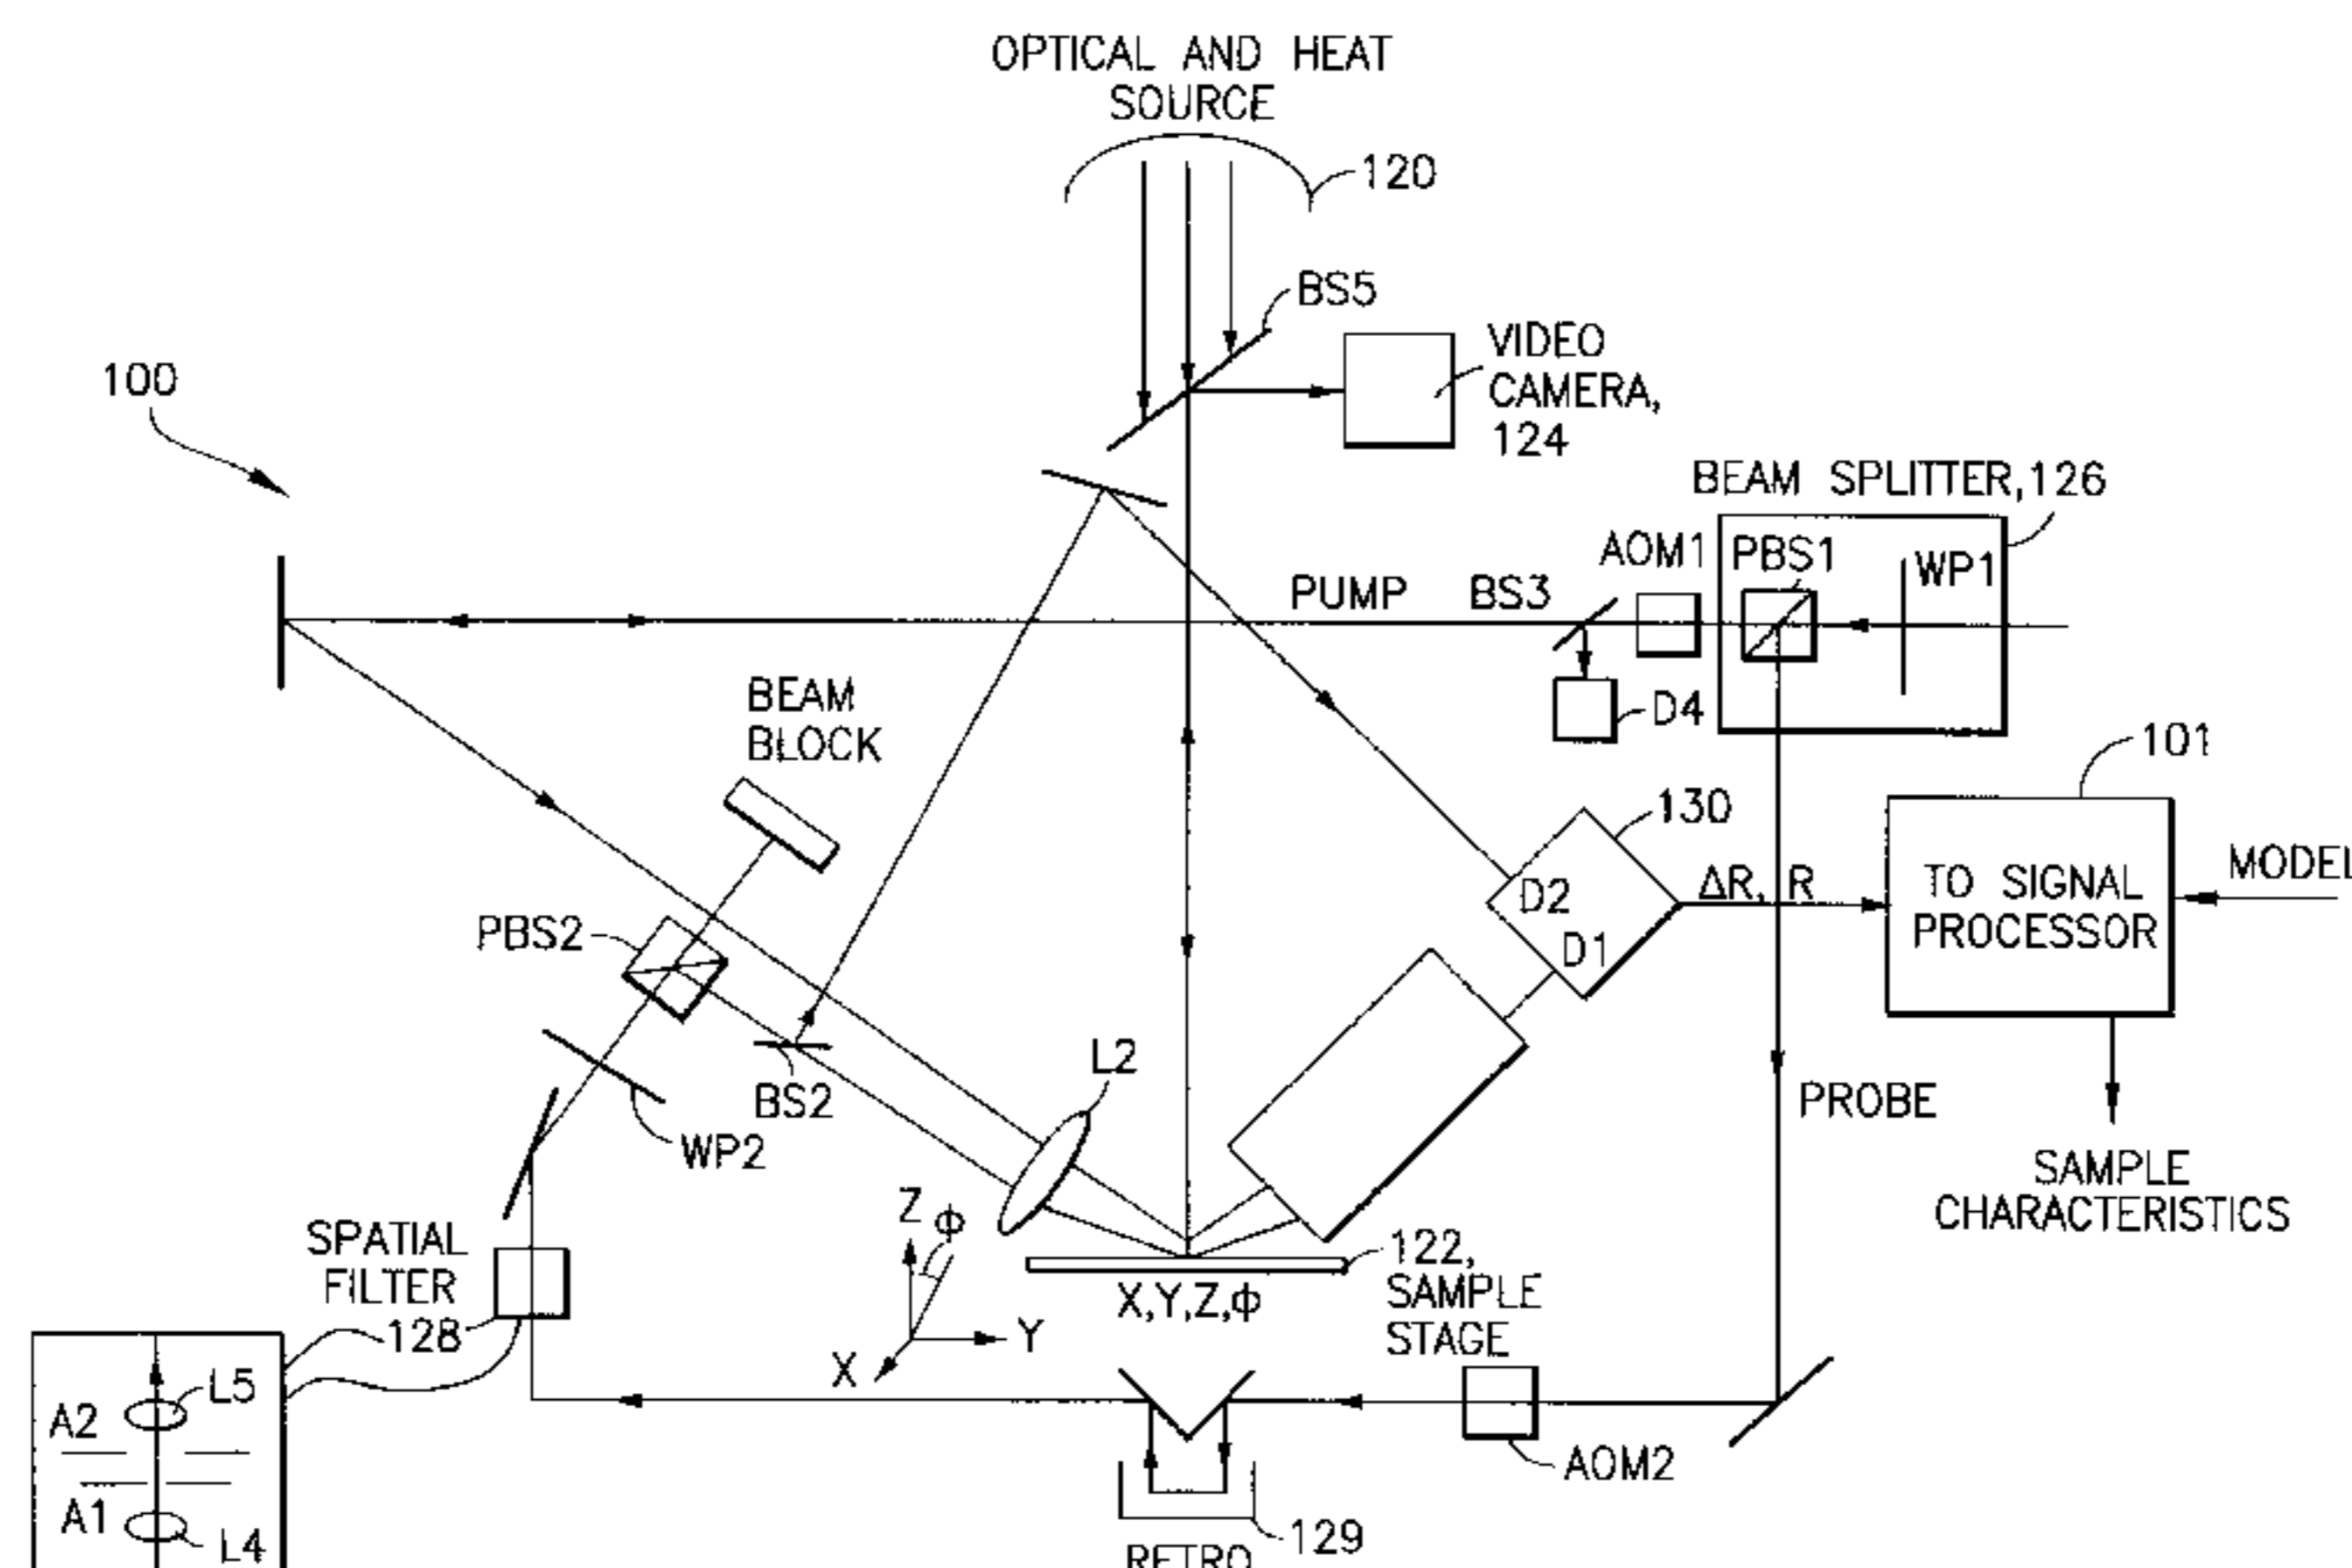 OPTICAL AND HEAT
SOURCE
120
BS5
VIDEO
CAMERA,
124
100
BEAM SPLITTER,126
AOM1
PBS1
WP1
PUMP
BS3
D4
BEAM
BLOCK
101
130
MODEL
D2
D1
ΔR, R
TO SIGNAL
PROCESSOR
PBS2
BS2
L2
WP2
PROBE
SAMPLE
CHARACTERISTICS
Z
Φ
Y
X
122,
SAMPLE
STAGE
X,Y,Z,Φ
SPATIAL
FILTER
128
L5
A2
A1
L4
AOM2
129
RETRO